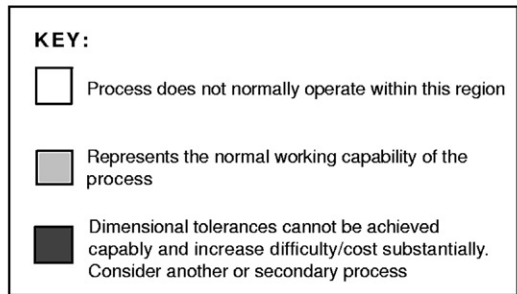 KEY:
Process does not normally operate within this region
Represents the normal working capability of the
process
Dimensional tolerances cannot be achieved
capably and increase difficulty/cost substantially.
Consider another or secondary process